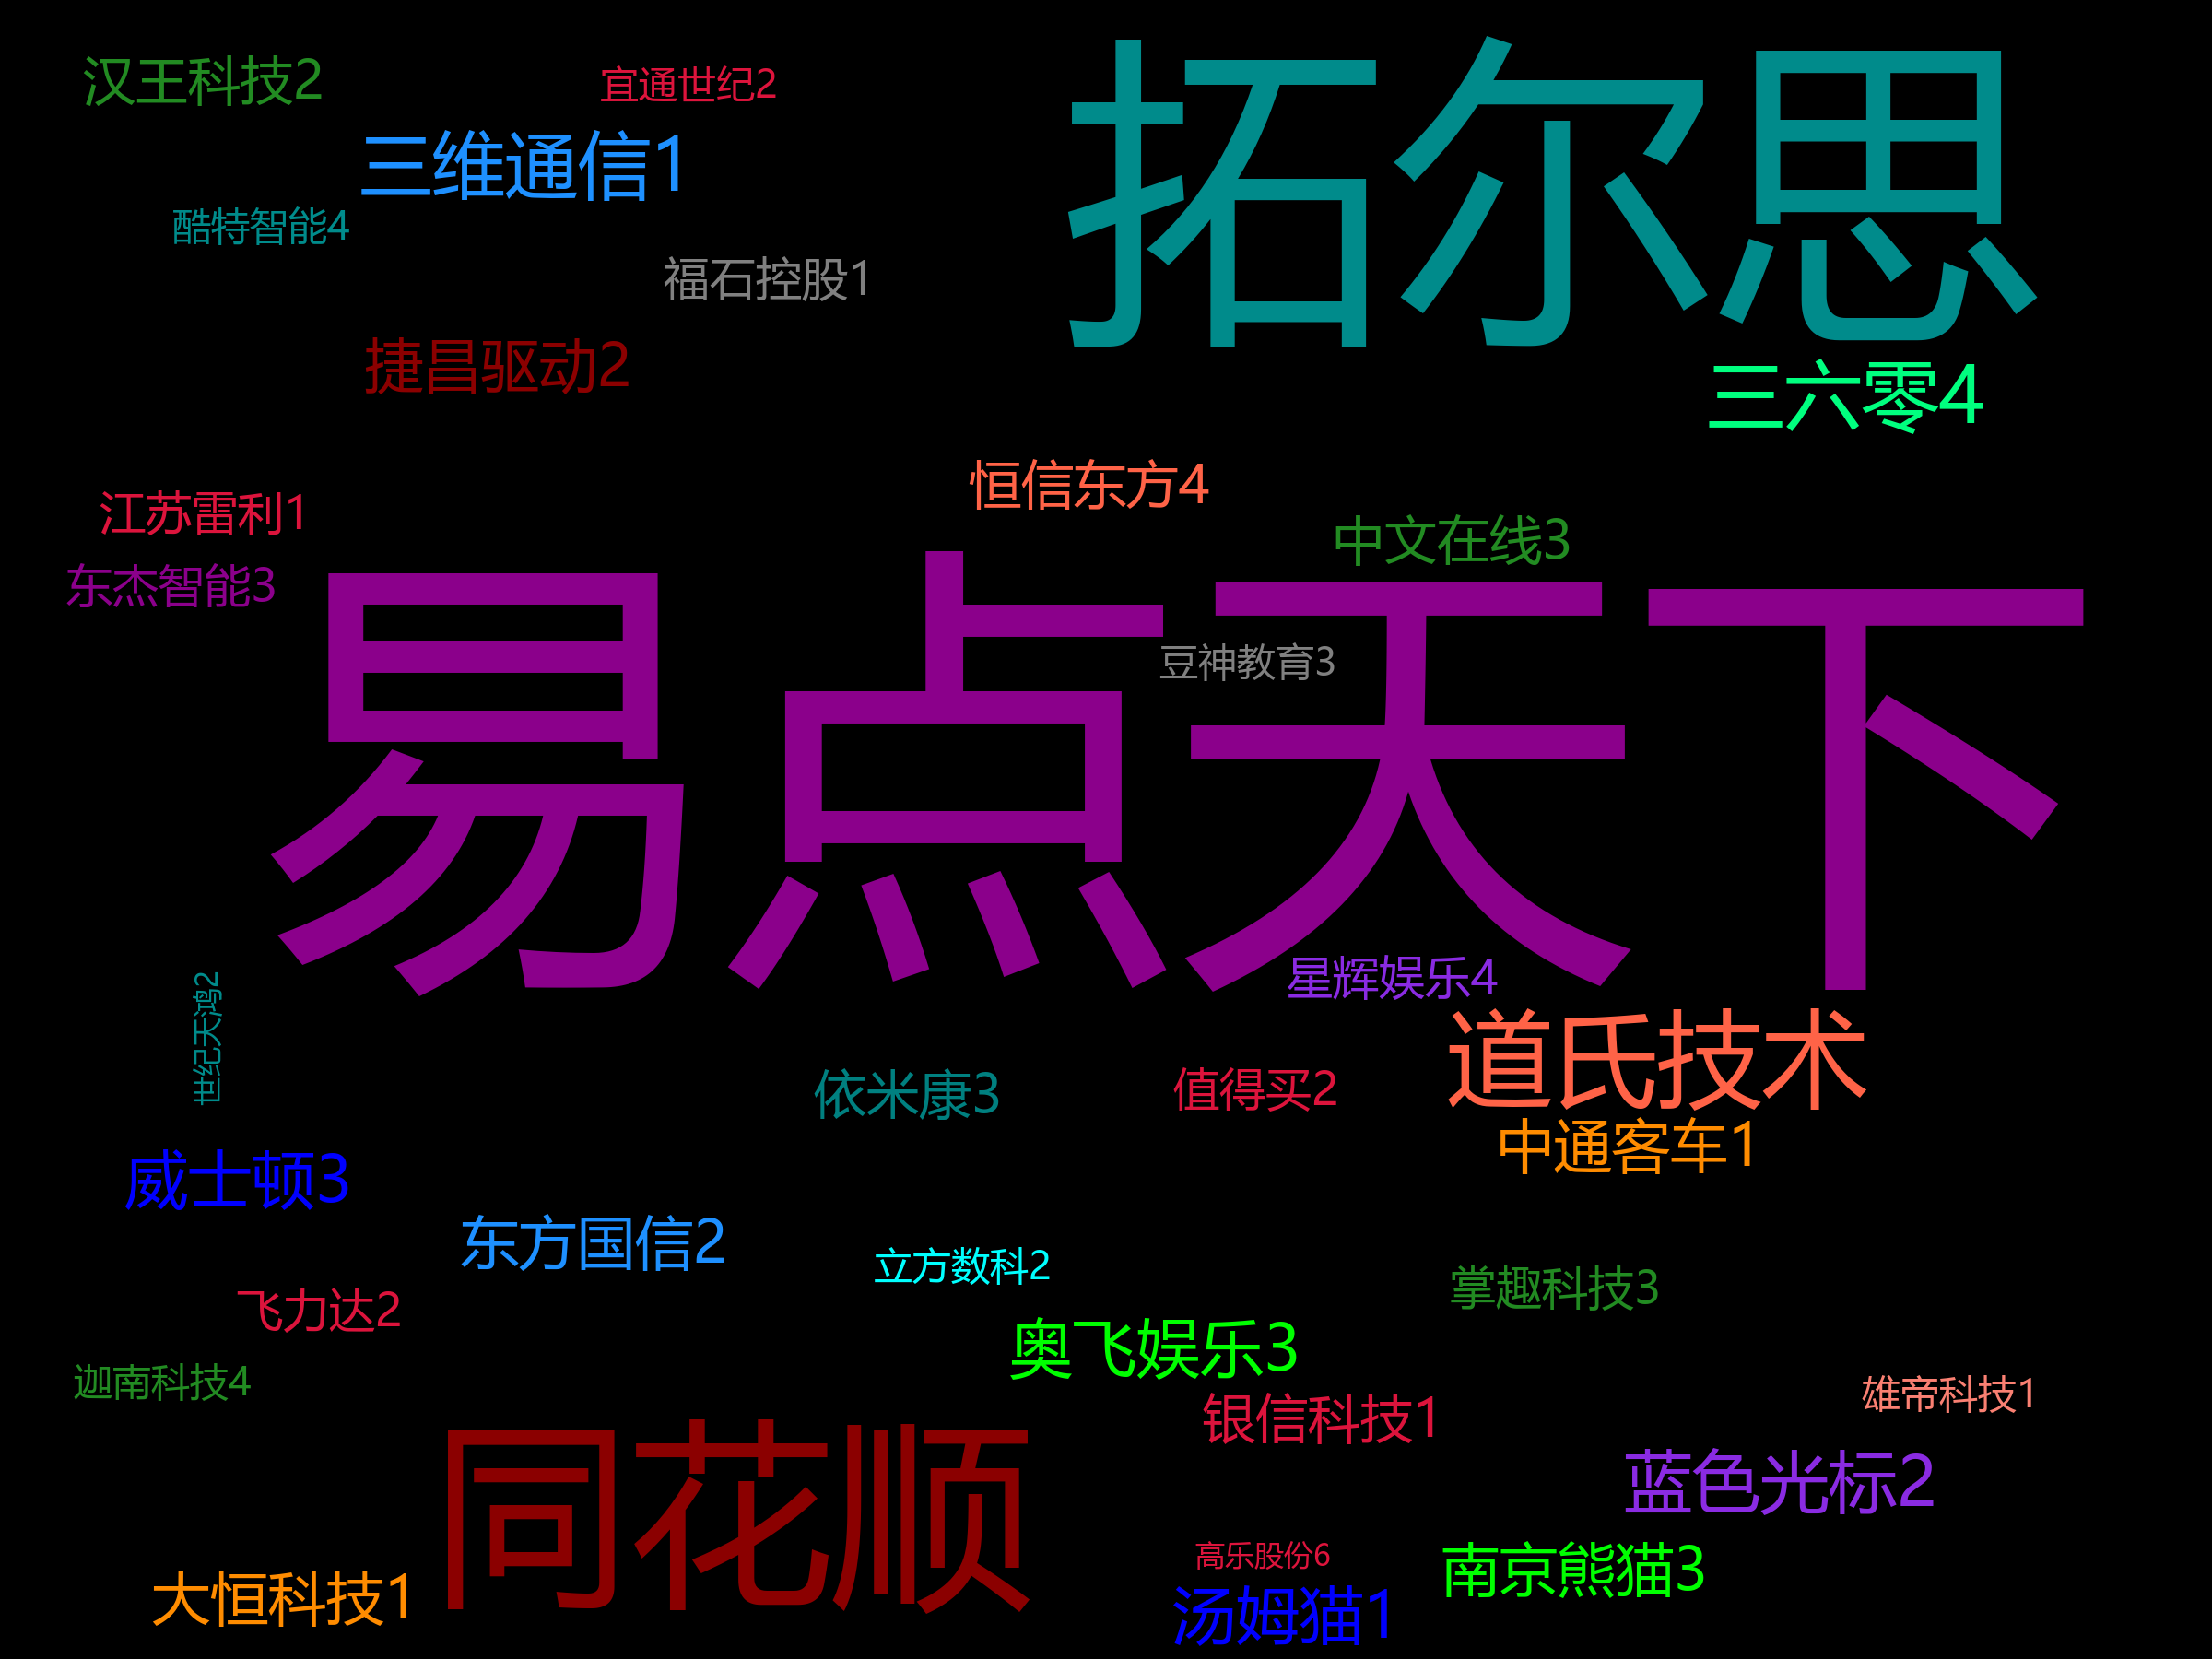 汉王科技2
宜通世纪2
拓尔思
三维通信1
酷特智能4
福石控股1
捷昌驱动2
三六零4
恒信东方4
江苏雷利1
中文在线3
东杰智能3
易点天下
豆神教育3
星辉娱乐4
世纪天鸿2
道氏技术
依米康3
值得买2
中通客车1
威士顿3
东方国信2
立方数科2
掌趣科技3
飞力达2
奥飞娱乐3
迦南科技4
雄帝科技1
银信科技1
同花顺
蓝色光标2
高乐股份6
南京熊猫3
大恒科技1
汤姆猫1